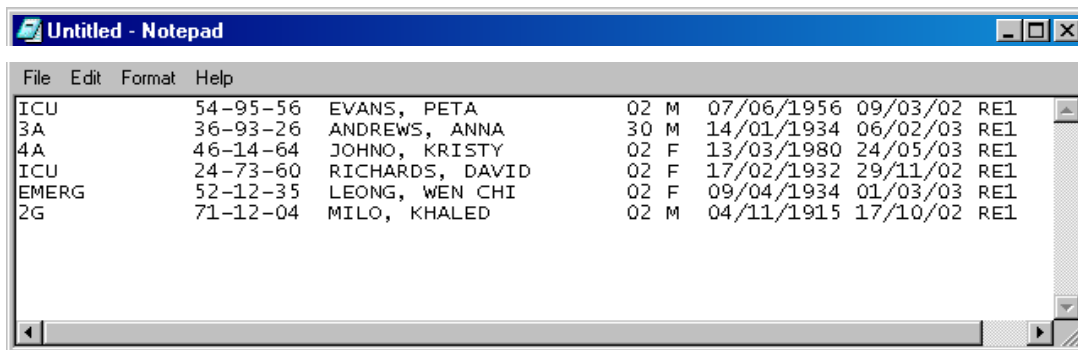 Untitled - Notepad
File Edit Format Help
ICU 54-95-56 EVANS, PETA 02 M 07/06/1956 09/03/02 RE1
3A 36-93-26 ANDREWS, ANNA 30 M 14/01/1934 06/02/03 RE1
4A 46-14-64 JOHNO, KRISTY 02 F 13/03/1980 24/05/03 RE1
ICU 24-73-60 RICHARDS, DAVID 02 F 17/02/1932 29/11/02 RE1
EMERG 52-12-35 LEONG, WEN CHI 02 F 09/04/1934 01/03/03 RE1
2G 71-12-04 MILO, KHALED 02 M 04/11/1915 17/10/02 RE1